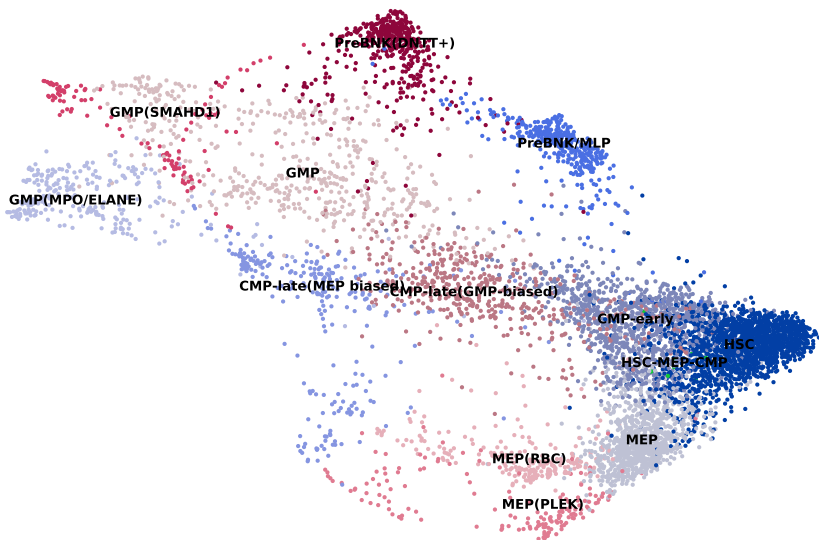 PreBNK(DNTT+)
GMP(SMAHD1)
PreBNK/MLP
GMP
GMP(MPO/ELANE)
CMP-late(MEP biased)
CMP-late(GMP-biased)
CMP-early
HSC
HSC-MEP-CMP
MEP
MEP(RBC)
MEP(PLEK)